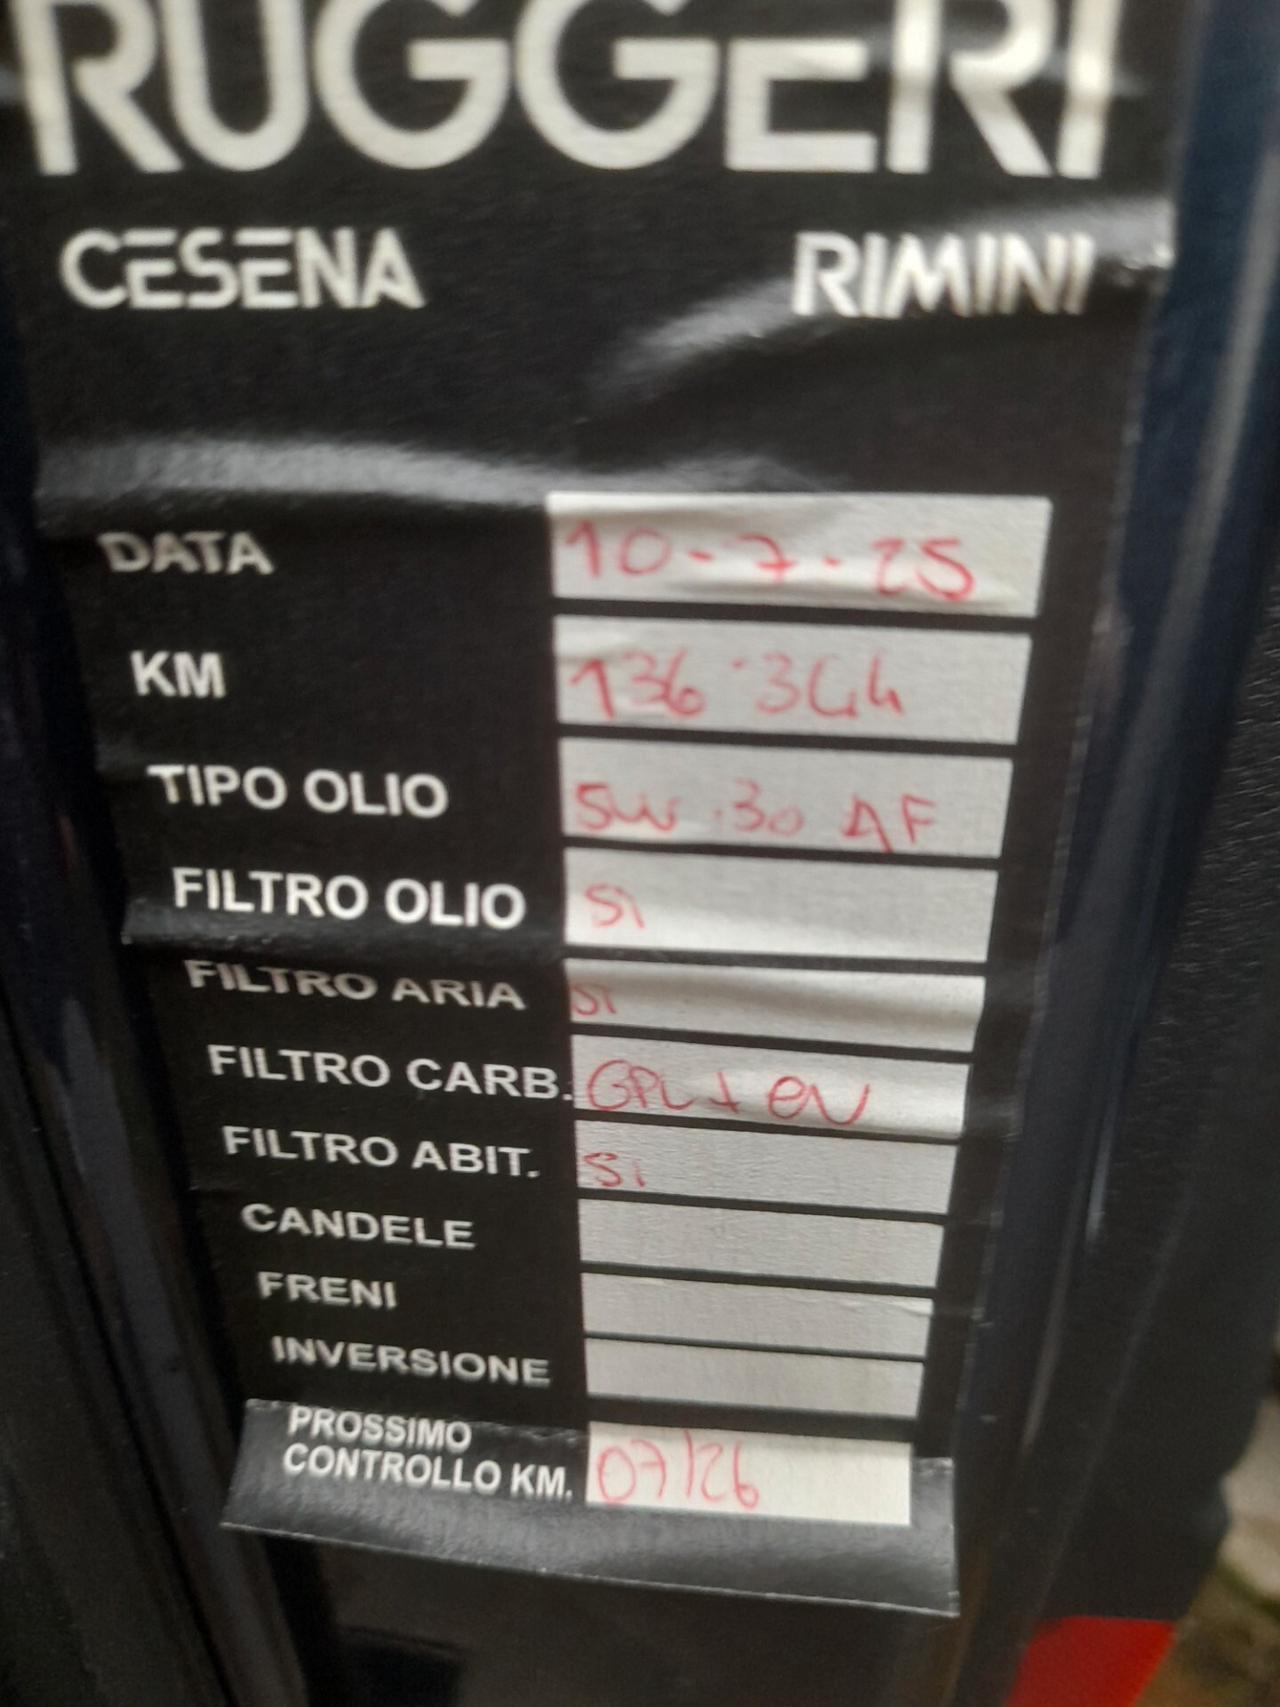 RUGGERI
CESENA RIMINI
DATA 10-7-25
KM 136.344
TIPO OLIO 5W.30 AF
FILTRO OLIO Si
FILTRO ARIA Si
FILTRO CARB. GPL+
FILTRO ABIT. Si
CANDELE
FRENI
INVERSIONE
PROSSIMO
CONTROLLO KM. 07/26